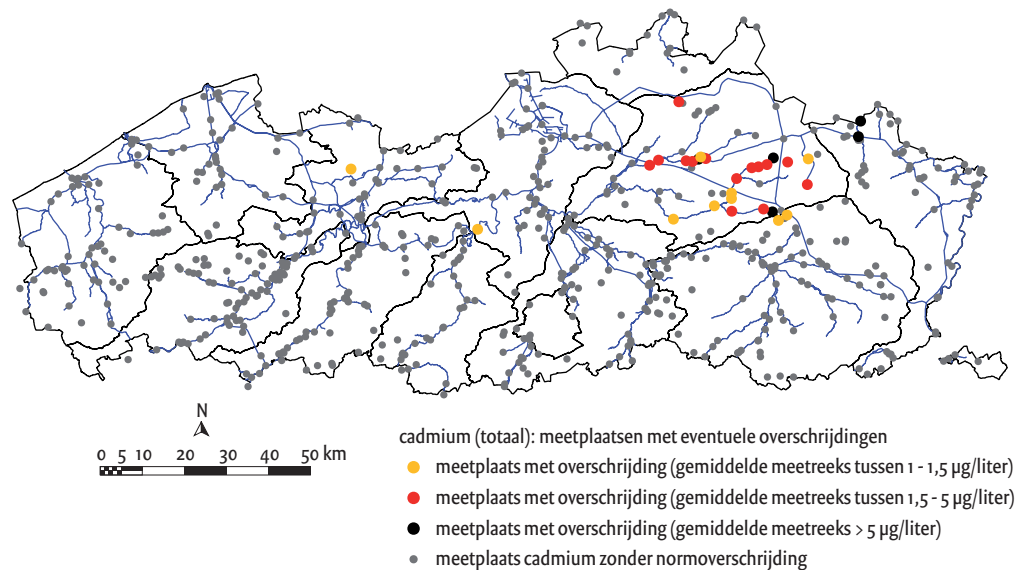 N
0 5 10 20 30 40 50 km
cadmium (totaal): meetplaatsen met eventuele overschrijdingen
meetplaats met overschrijding (gemiddelde meetreeks tussen 1 - 1,5 µg/liter)
meetplaats met overschrijding (gemiddelde meetreeks tussen 1,5 - 5 µg/liter)
meetplaats met overschrijding (gemiddelde meetreeks > 5 µg/liter)
meetplaats cadmium zonder normoverschrijding